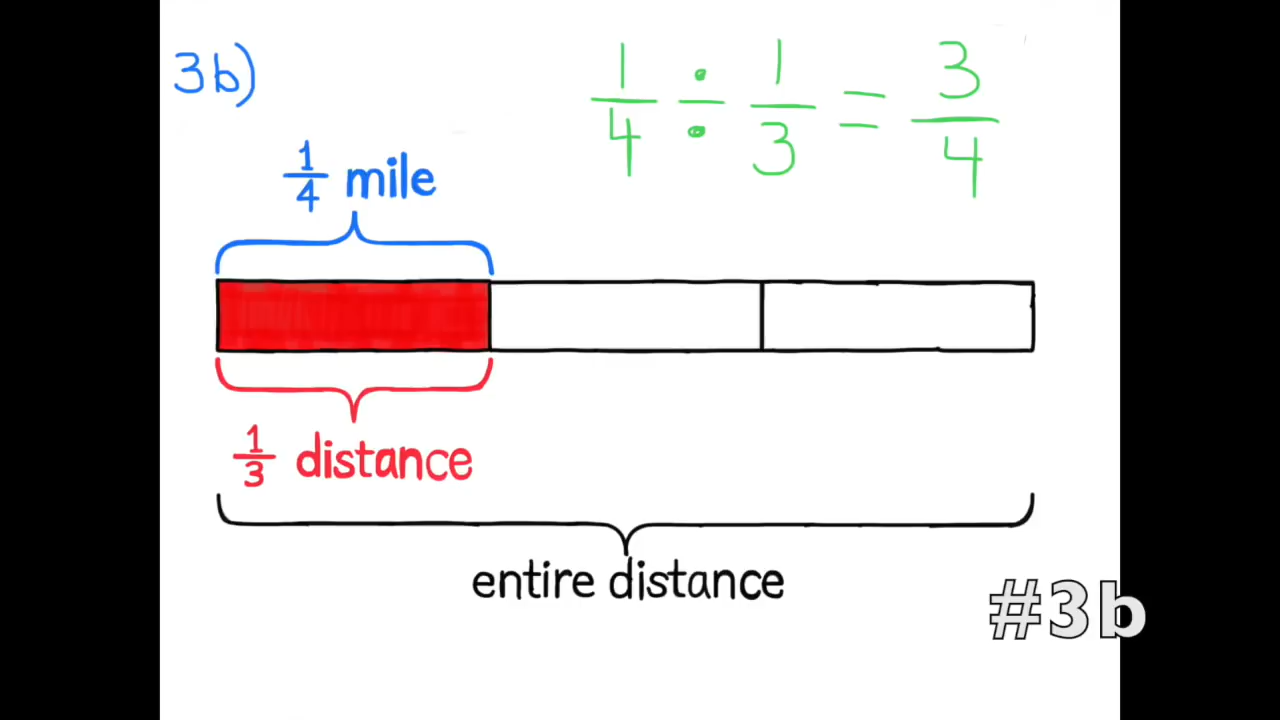 3b)
1/4 ÷ 1/3 = 3/4
1/4 mile
1/3 distance
entire distance
#3b